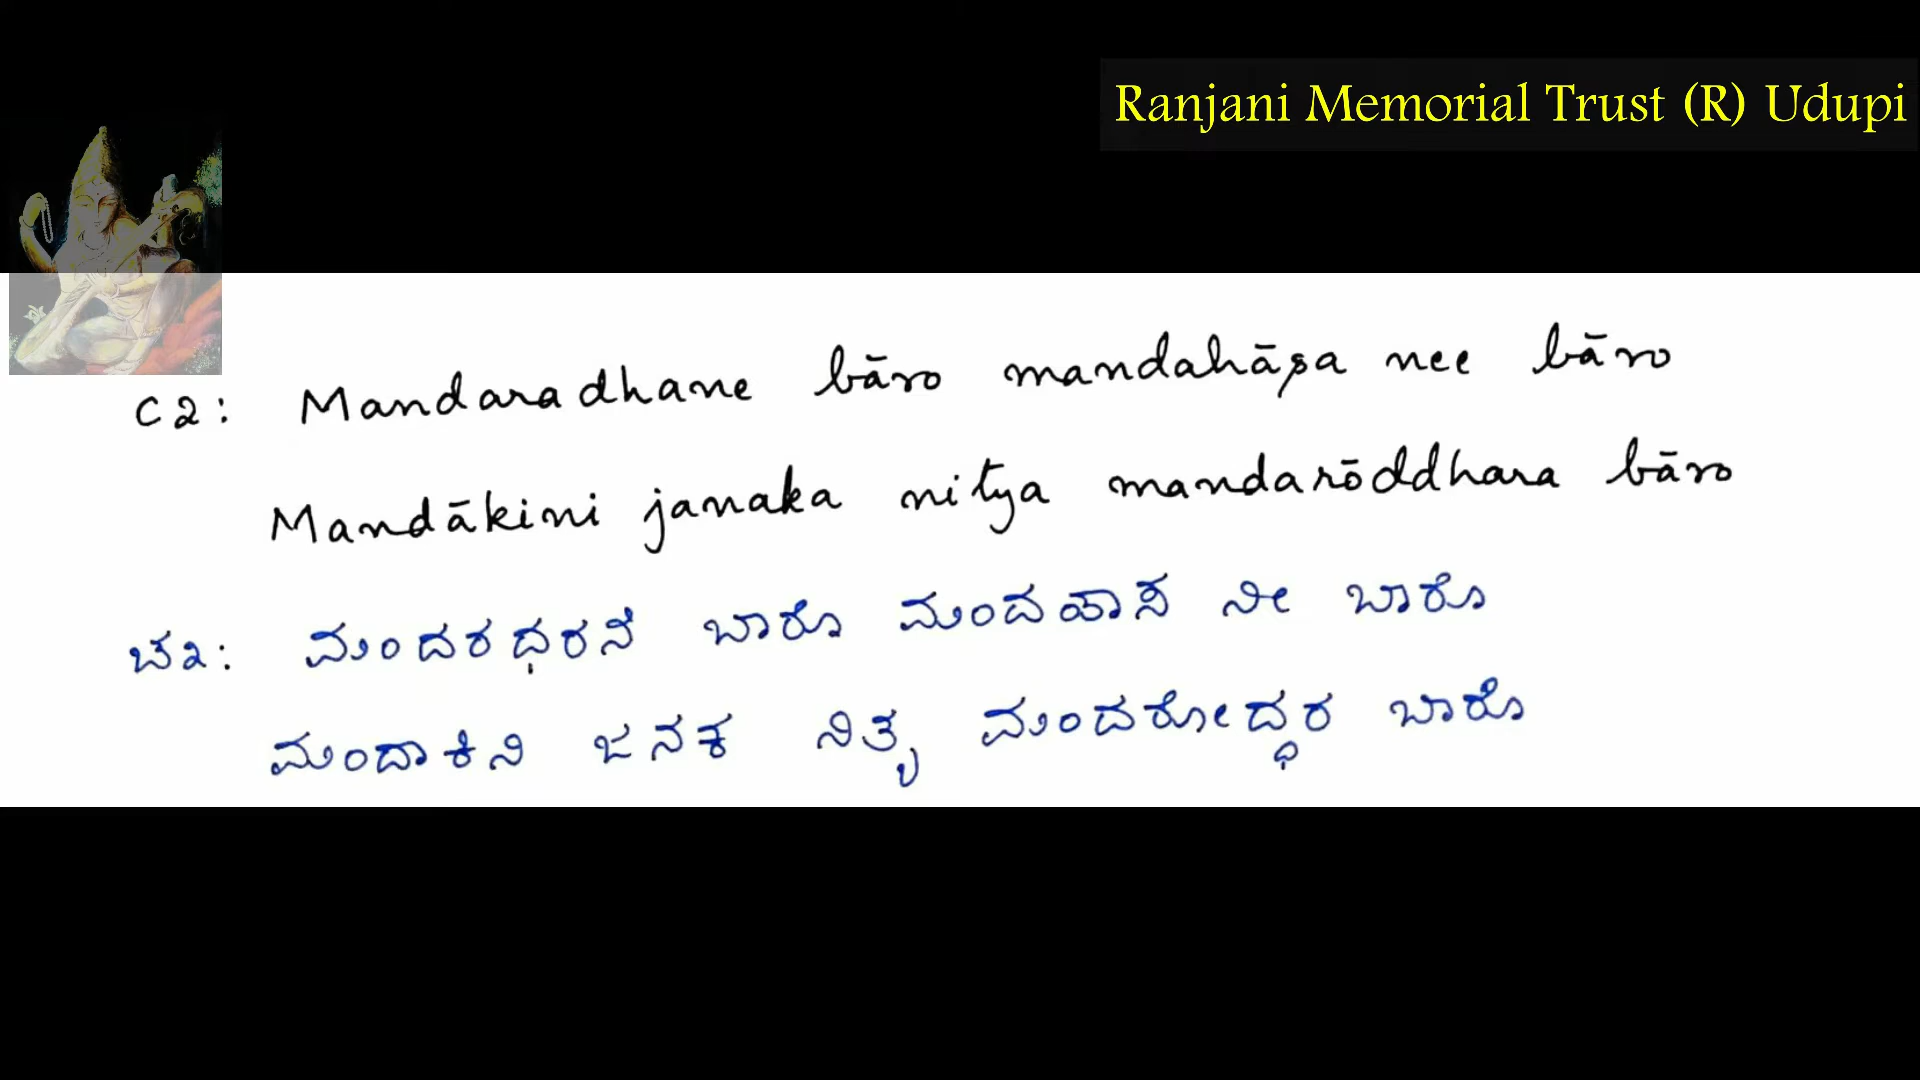 Ranjani Memorial Trust (R) Udupi
C2: Mandaradhane bāro mandahāsa nee bāro
Mandākini janaka nitya mandarōddhara bāro
ಚ೨: ಮಂದರಧರನೆ ಬಾರೊ ಮಂದಹಾಸ ನೀ ಬಾರೊ
ಮಂದಾಕಿನಿ ಜನಕ ನಿತ್ಯ ಮಂದರೋದ್ಧರ ಬಾರೊ